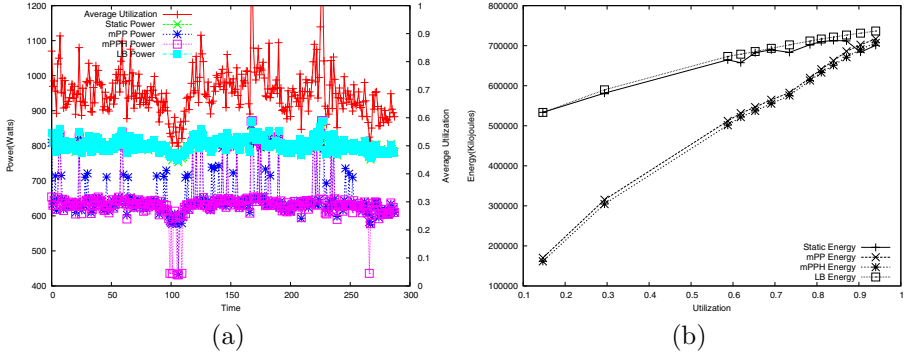 Average Utilization
Static Power
mPP Power
mPPH Power
LB Power
1200
1100
1000
900
800
700
600
500
400
Power(Watts)
0
50
100
150
200
250
300
Time
1
0.9
0.8
0.7
0.6
0.5
0.4
0.3
0.2
0.1
0
Average Utilization
(a)
800000
700000
600000
500000
400000
300000
200000
100000
Energy(Kilojoules)
0.1
0.2
0.3
0.4
0.5
0.6
0.7
0.8
0.9
1
Utilization
Static Energy
mPP Energy
mPPH Energy
LB Energy
(b)